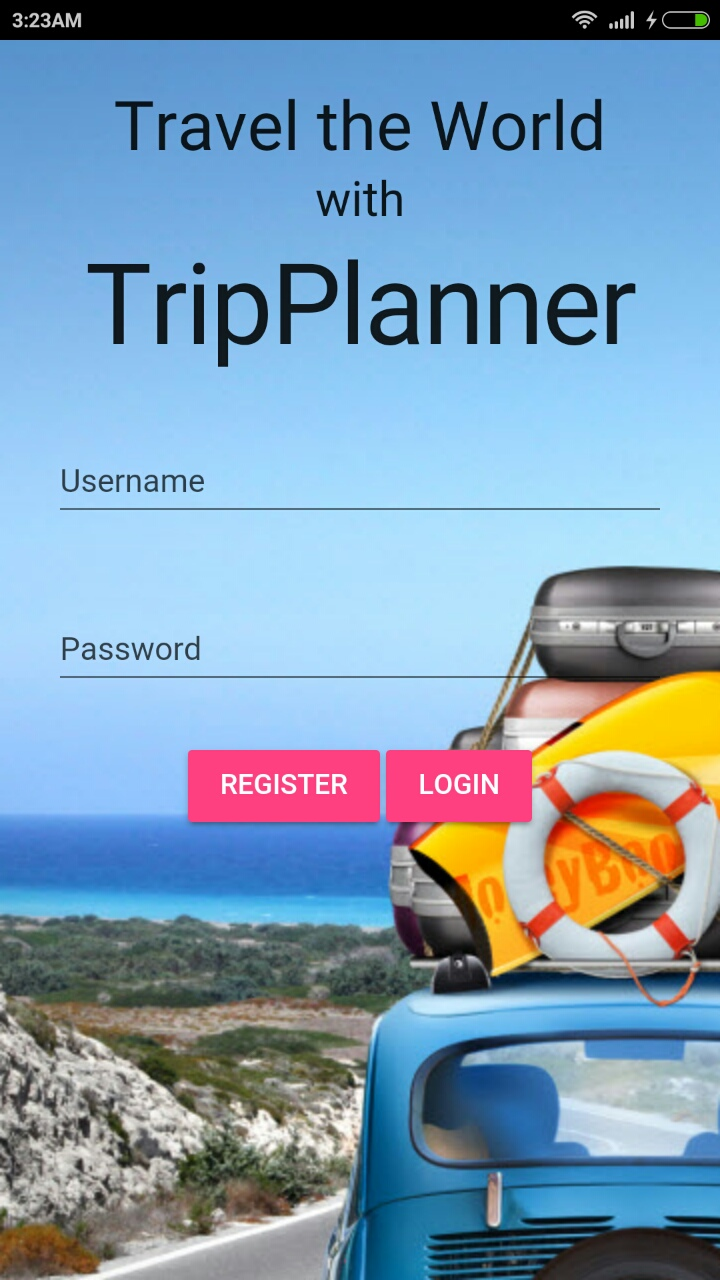 3:23AM
Travel the World
with
TripPlanner
Username
Password
REGISTER LOGIN